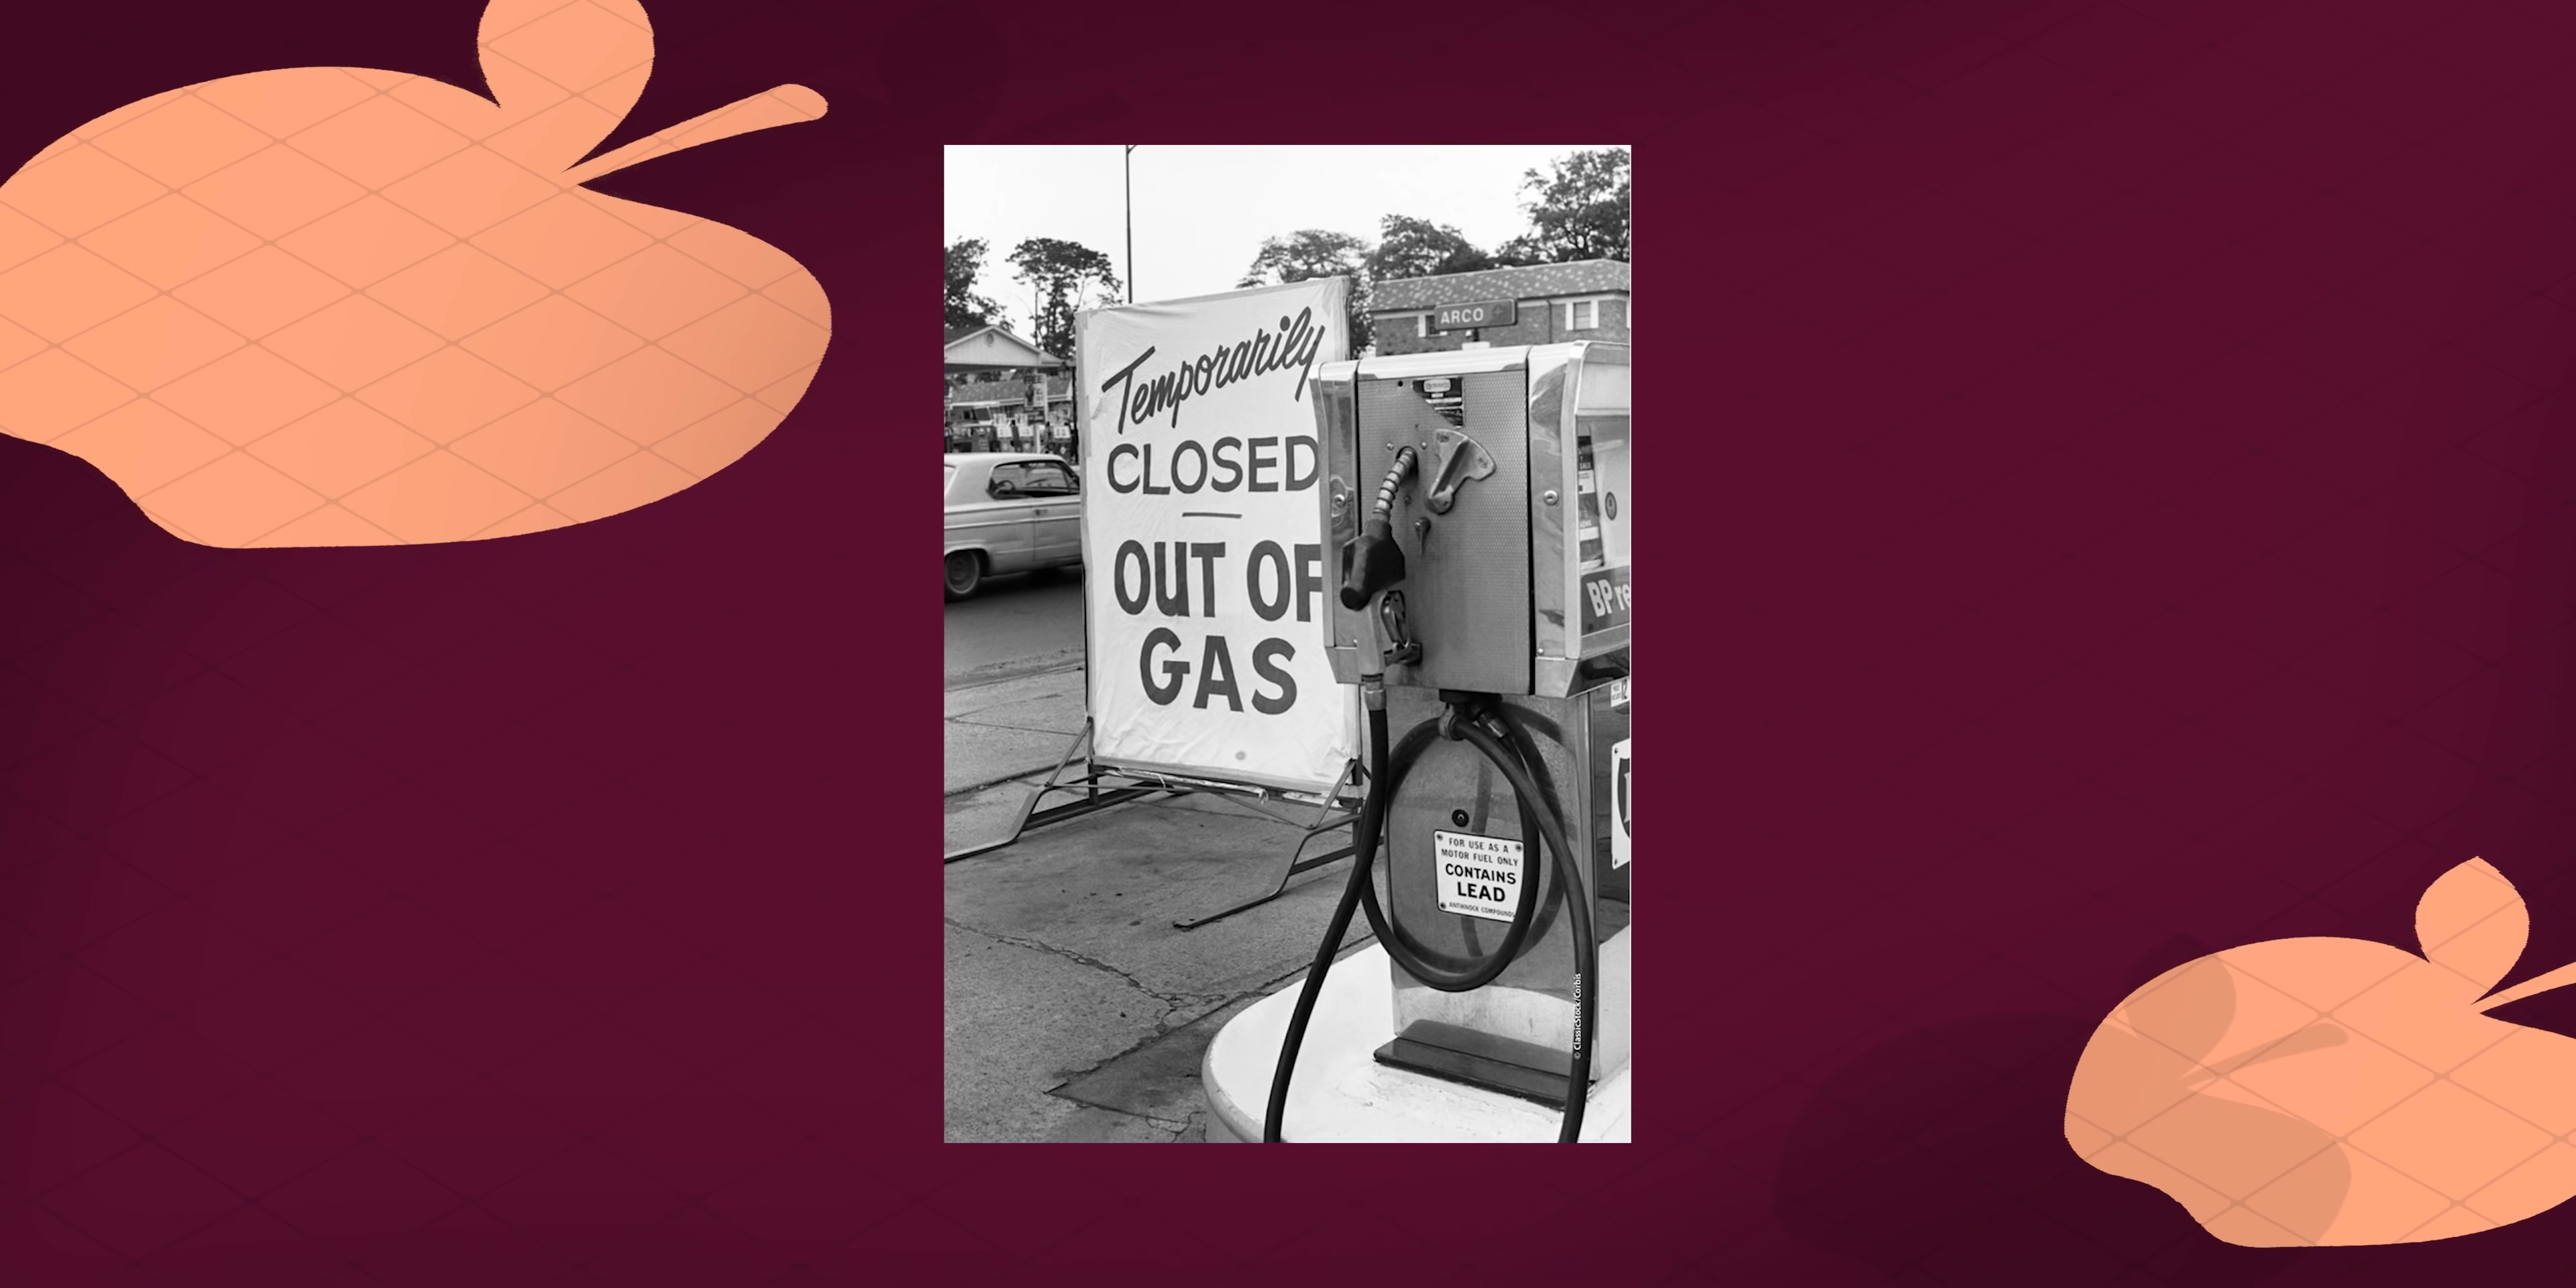 Temporarily
CLOSED
OUT OF
GAS
ARCO
BP
FOR USE AS A
MOTOR FUEL ONLY
CONTAINS
LEAD
ANTIKNOCK COMPOUNDS
© ClassicStock/Corbis